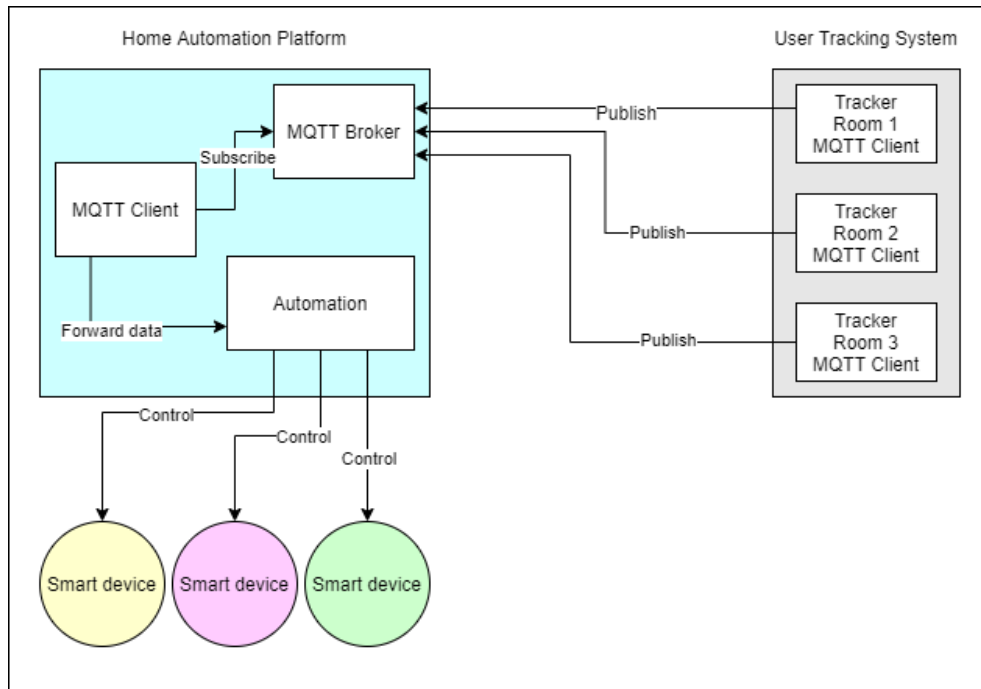 Home Automation Platform
User Tracking System
MQTT Broker
Publish
Tracker
Room 1
MQTT Client
Subscribe
MQTT Client
Publish
Tracker
Room 2
MQTT Client
Automation
Forward data
Publish
Tracker
Room 3
MQTT Client
Control
Control
Control
Smart device
Smart device
Smart device